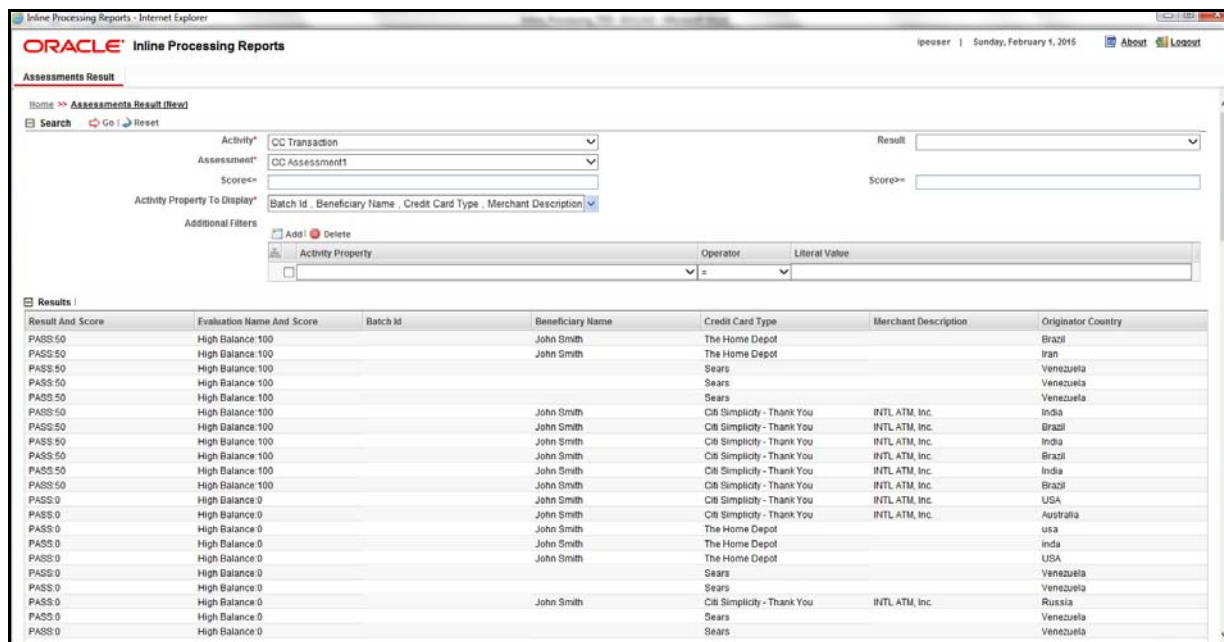 Inline Processing Reports - Internet Explorer
ORACLE Inline Processing Reports
ipeuser | Sunday, February 1, 2015 About Logout
Assessments Result
Home >> Assessments Result (New)
Search Go | Reset
Activity* CC Transaction Result
Assessment* CC Assessment1
Score<= Score>=
Activity Property To Display* Batch Id , Beneficiary Name , Credit Card Type , Merchant Description
Additional Filters
Add | Delete
Activity Property Operator Literal Value
=
Results |
Result And Score Evaluation Name And Score Batch Id Beneficiary Name Credit Card Type Merchant Description Originator Country
PASS:50 High Balance:100 John Smith The Home Depot Brazil
PASS:50 High Balance:100 John Smith The Home Depot Iran
PASS:50 High Balance:100 Sears Venezuela
PASS:50 High Balance:100 Sears Venezuela
PASS:50 High Balance:100 Sears Venezuela
PASS:50 High Balance:100 John Smith Citi Simplicity - Thank You INTL ATM, Inc. India
PASS:50 High Balance:100 John Smith Citi Simplicity - Thank You INTL ATM, Inc. Brazil
PASS:50 High Balance:100 John Smith Citi Simplicity - Thank You INTL ATM, Inc. India
PASS:50 High Balance:100 John Smith Citi Simplicity - Thank You INTL ATM, Inc. Brazil
PASS:50 High Balance:100 John Smith Citi Simplicity - Thank You INTL ATM, Inc. India
PASS:50 High Balance:100 John Smith Citi Simplicity - Thank You INTL ATM, Inc. Brazil
PASS:0 High Balance:0 John Smith Citi Simplicity - Thank You INTL ATM, Inc. USA
PASS:0 High Balance:0 John Smith Citi Simplicity - Thank You INTL ATM, Inc. Australia
PASS:0 High Balance:0 John Smith The Home Depot usa
PASS:0 High Balance:0 John Smith The Home Depot inda
PASS:0 High Balance:0 John Smith The Home Depot USA
PASS:0 High Balance:0 Sears Venezuela
PASS:0 High Balance:0 Sears Venezuela
PASS:0 High Balance:0 John Smith Citi Simplicity - Thank You INTL ATM, Inc. Russia
PASS:0 High Balance:0 Sears Venezuela
PASS:0 High Balance:0 Sears Venezuela